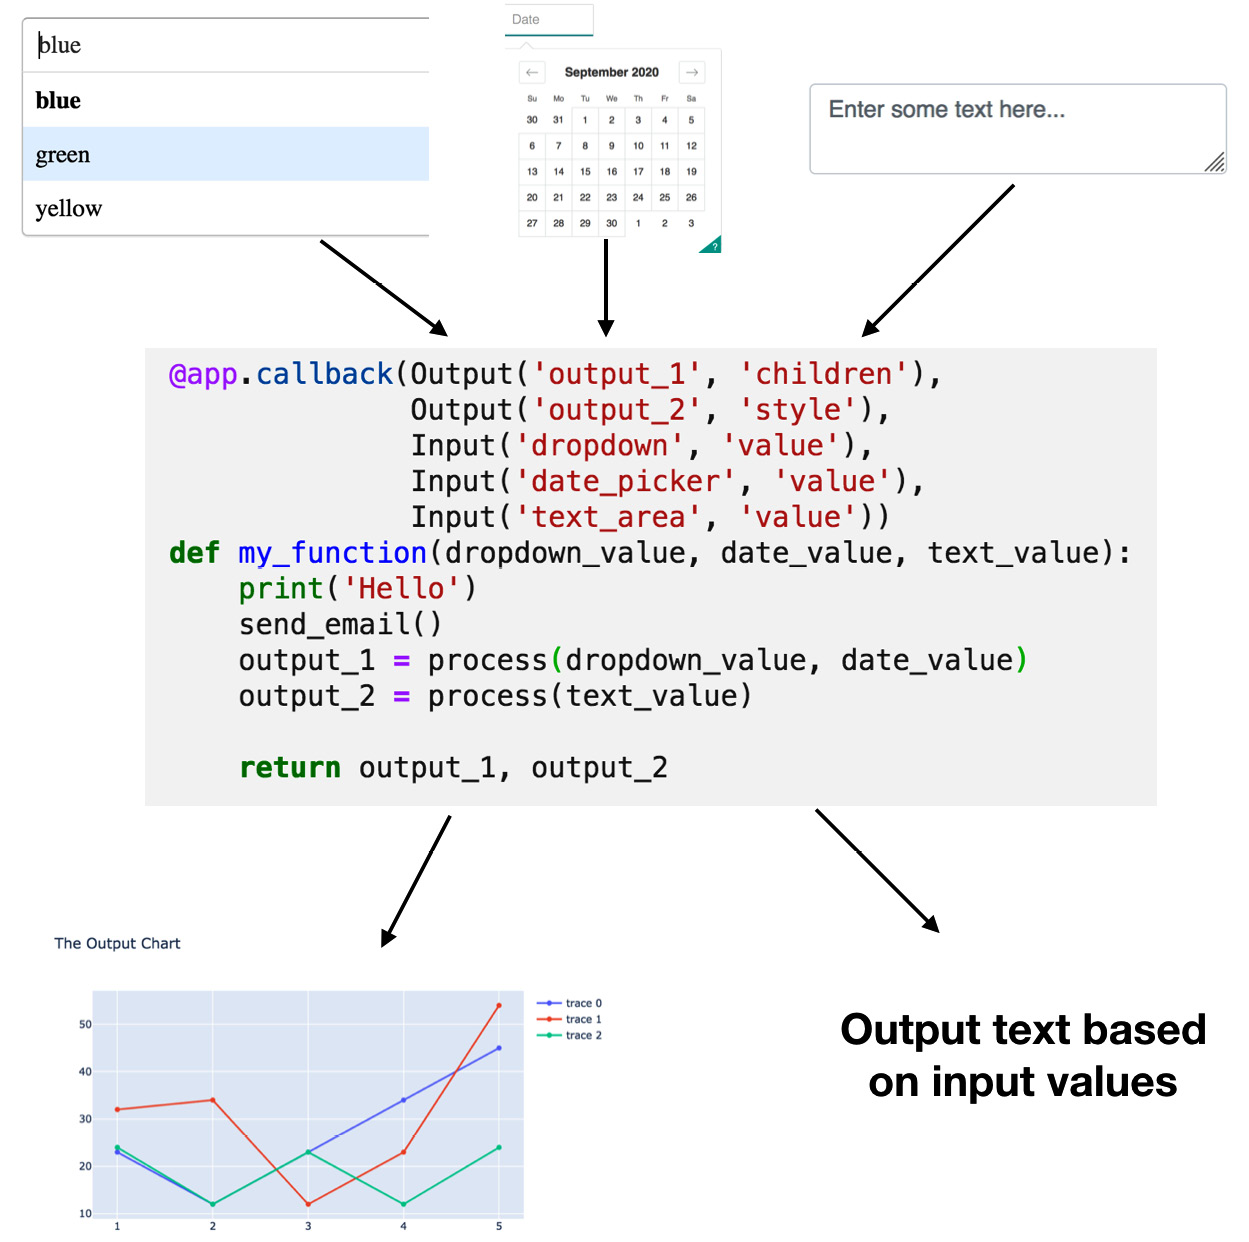 blue
blue
green
yellow
Date
September 2020
Su Mo Tu We Th Fr Sa
30 31 1 2 3 4 5
6 7 8 9 10 11 12
13 14 15 16 17 18 19
20 21 22 23 24 25 26
27 28 29 30 1 2 3
?
Enter some text here...
@app.callback(Output('output_1', 'children'),
Output('output_2', 'style'),
Input('dropdown', 'value'),
Input('date_picker', 'value'),
Input('text_area', 'value'))
def my_function(dropdown_value, date_value, text_value):
print('Hello')
send_email()
output_1 = process(dropdown_value, date_value)
output_2 = process(text_value)
return output_1, output_2
The Output Chart
50
40
30
20
10
1 2 3 4 5
trace 0
trace 1
trace 2
Output text based
on input values